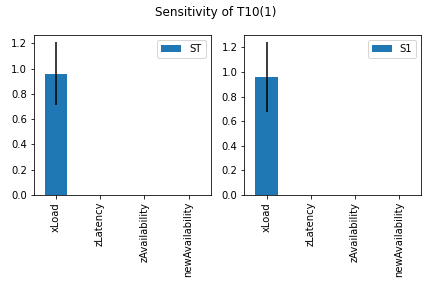 Sensitivity of T10(1)
ST
1.2
1.0
0.8
0.6
0.4
0.2
0.0
xLoad
zLatency
zAvailability
newAvailability
S1
1.2
1.0
0.8
0.6
0.4
0.2
0.0
xLoad
zLatency
zAvailability
newAvailability